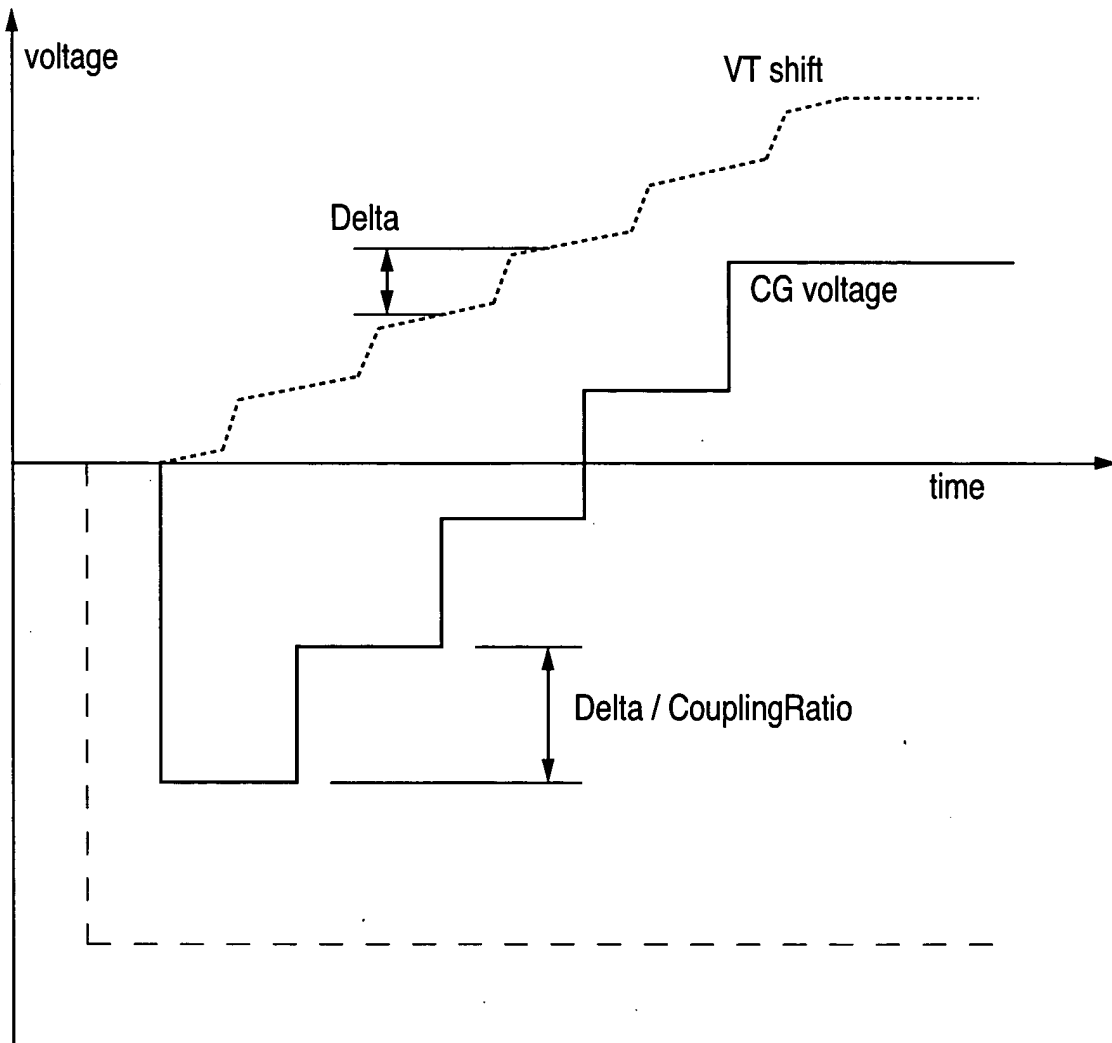 voltage
VT shift
Delta
CG voltage
time
Delta / CouplingRatio